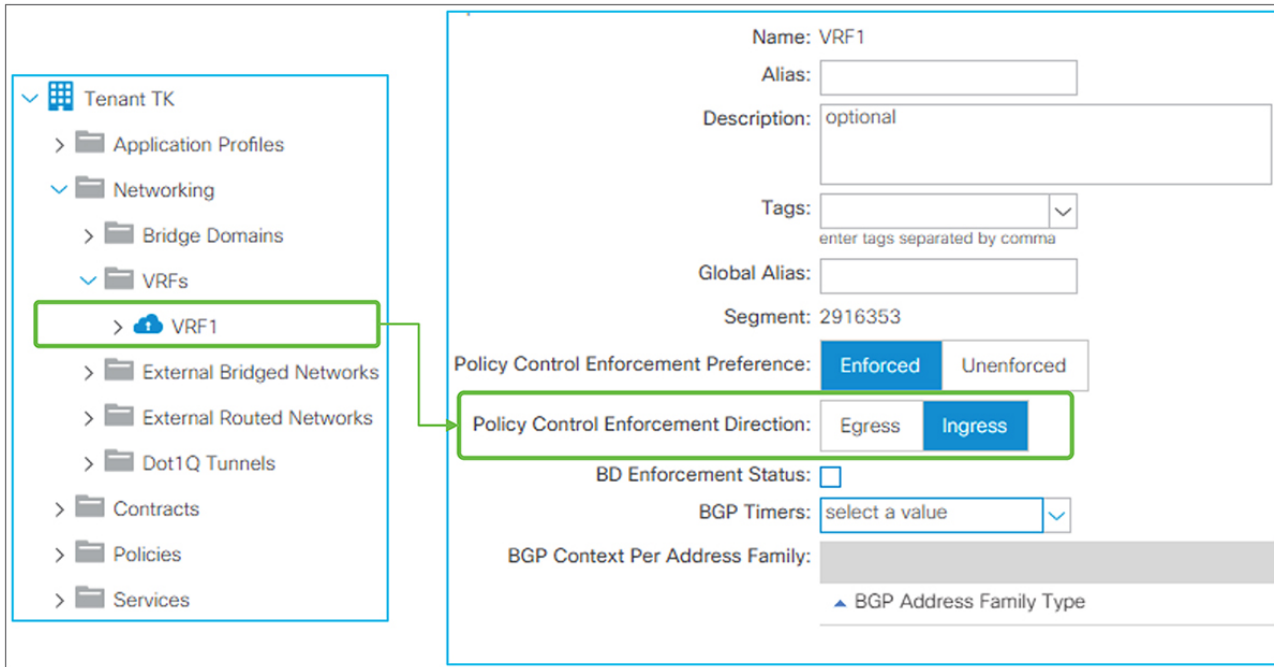 Tenant TK
Application Profiles
Networking
Bridge Domains
VRFs
VRF1
External Bridged Networks
External Routed Networks
Dot1Q Tunnels
Contracts
Policies
Services
Name: VRF1
Alias:
Description: optional
Tags:
enter tags separated by comma
Global Alias:
Segment: 2916353
Policy Control Enforcement Preference: Enforced Unenforced
Policy Control Enforcement Direction: Egress Ingress
BD Enforcement Status:
BGP Timers: select a value
BGP Context Per Address Family:
BGP Address Family Type